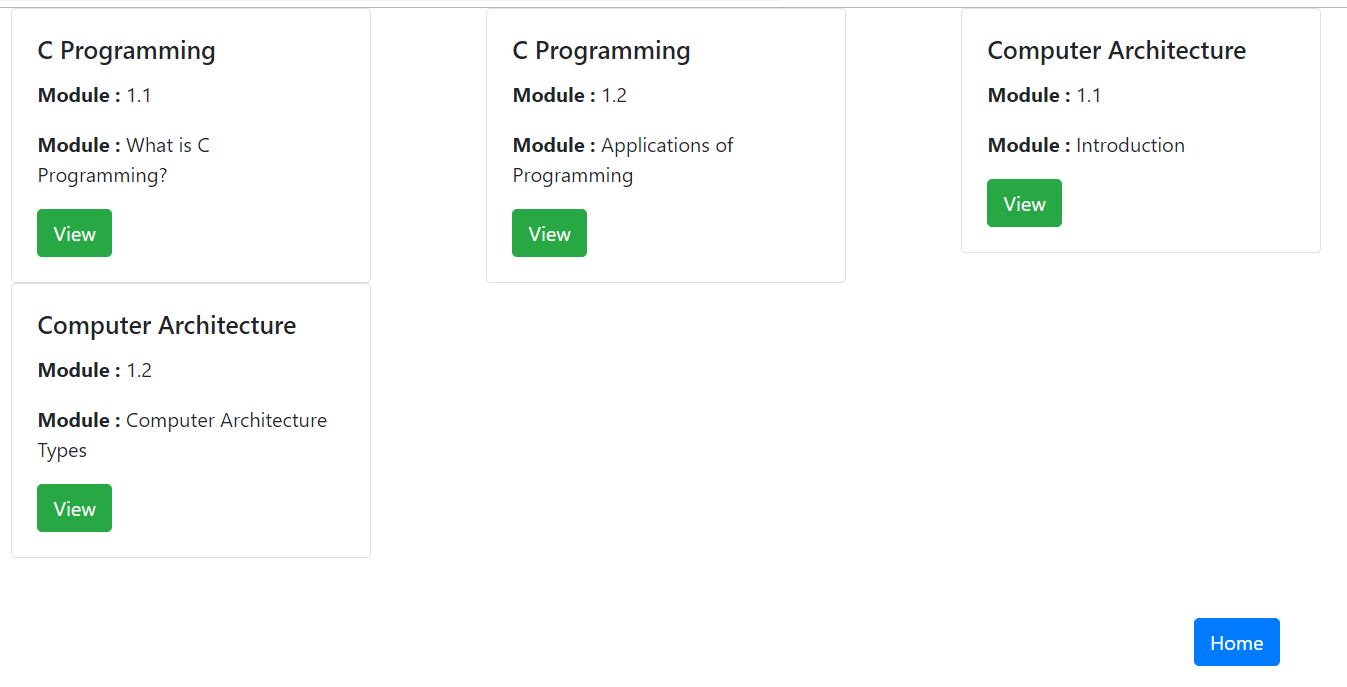 C Programming
Module : 1.1
Module : What is C
Programming?
View
C Programming
Module : 1.2
Module : Applications of
Programming
View
Computer Architecture
Module : 1.1
Module : Introduction
View
Computer Architecture
Module : 1.2
Module : Computer Architecture
Types
View
Home